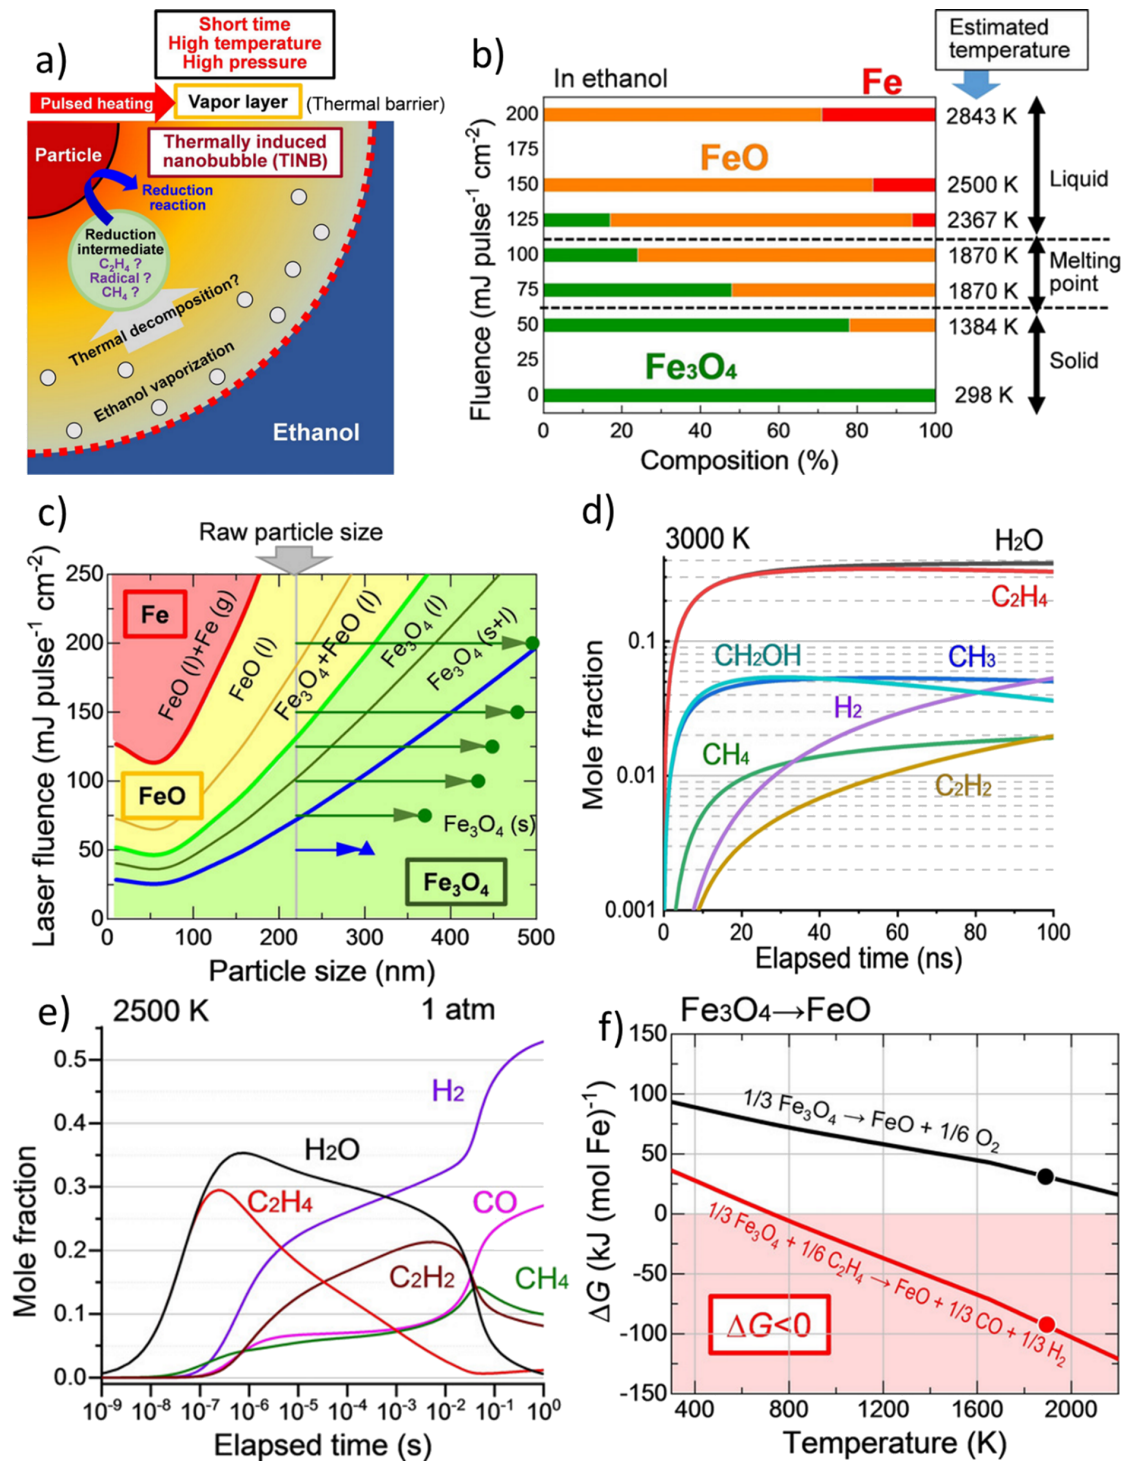 a)
Short time
High temperature
High pressure
Pulsed heating
Vapor layer
(Thermal barrier)
Particle
Thermally induced
nanobubble (TINB)
Reduction
reaction
Reduction
intermediate
C₂H₄ ?
Radical ?
CH₄ ?
Thermal decomposition?
Ethanol vaporization
Ethanol
b)
In ethanol
Fe
Estimated
temperature
Fluence (mJ pulse⁻¹ cm⁻²)
200
175
150
125
100
75
50
25
0
FeO
Fe₃O₄
2843 K
2500 K
2367 K
1870 K
1870 K
1384 K
298 K
Liquid
Melting
point
Solid
0 20 40 60 80 100
Composition (%)
c)
Raw particle size
Laser fluence (mJ pulse⁻¹ cm⁻²)
250
200
150
100
50
0
Fe
FeO (l)+Fe (g)
FeO (l)
Fe₃O₄+FeO (l)
Fe₃O₄ (l)
Fe₃O₄ (s+l)
FeO
Fe₃O₄ (s)
Fe₃O₄
0 100 200 300 400 500
Particle size (nm)
d)
3000 K
H₂O
C₂H₄
CH₂OH
CH₃
H₂
CH₄
C₂H₂
Mole fraction
0.1
0.01
0.001
0 20 40 60 80 100
Elapsed time (ns)
e)
2500 K
1 atm
Mole fraction
0.5
0.4
0.3
0.2
0.1
0.0
H₂
H₂O
C₂H₄
CO
C₂H₂
CH₄
10⁻⁹ 10⁻⁸ 10⁻⁷ 10⁻⁶ 10⁻⁵ 10⁻⁴ 10⁻³ 10⁻² 10⁻¹ 10⁰
Elapsed time (s)
f)
Fe₃O₄→FeO
ΔG (kJ (mol Fe)⁻¹)
150
100
50
0
-50
-100
-150
1/3 Fe₃O₄ → FeO + 1/6 O₂
1/3 Fe₃O₄ + 1/6 C₂H₄ → FeO + 1/3 CO + 1/3 H₂
ΔG<0
400 800 1200 1600 2000
Temperature (K)